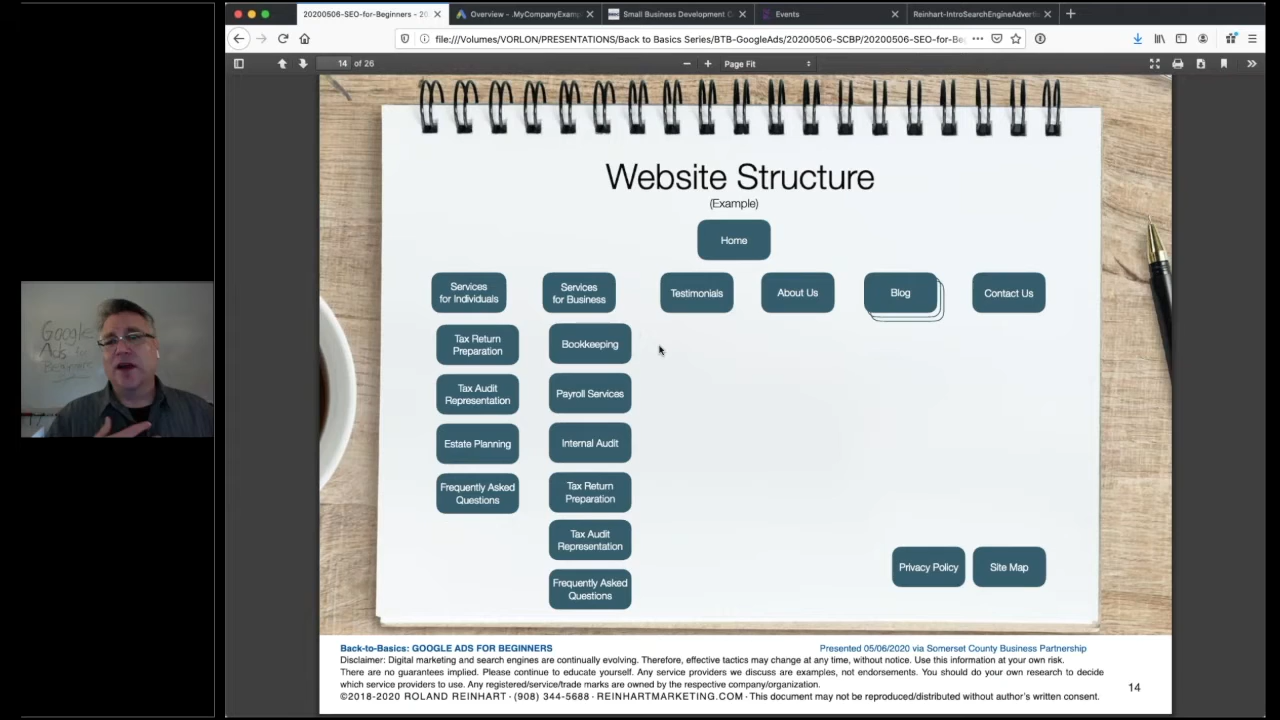 20200506-SEO-for-Beginners - 20
Overview - .MyCompanyExam
Small Business Development C
Events
Reinhart-IntroSearchEngineAdverti
file:///Volumes/VORLON/PRESENTATIONS/Back to Basics Series/BTB-GoogleAds/20200506-SCBP/20200506-SEO-for-Be
14 of 26
Page Fit
Website Structure
(Example)
Home
Services
for Individuals
Services
for Business
Testimonials
About Us
Blog
Contact Us
Tax Return
Preparation
Bookkeeping
Tax Audit
Representation
Payroll Services
Estate Planning
Internal Audit
Frequently Asked
Questions
Tax Return
Preparation
Tax Audit
Representation
Frequently Asked
Questions
Privacy Policy
Site Map
Google
Ads for
Beginners
Back-to-Basics: GOOGLE ADS FOR BEGINNERS
Presented 05/06/2020 via Somerset County Business Partnership
Disclaimer: Digital marketing and search engines are continually evolving. Therefore, effective tactics may change at any time, without notice. Use this information at your own risk.
There are no guarantees implied. Please continue to educate yourself. Any service providers we discuss are examples, not endorsements. You should do your own research to decide
which service providers to use. Any registered/service/trade marks are owned by the respective company/organization.
©2018-2020 ROLAND REINHART · (908) 344-5688 · REINHARTMARKETING.COM · This document may not be reproduced/distributed without author's written consent.
14